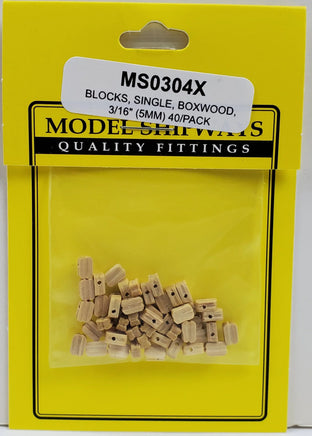 MS0304X
BLOCKS, SINGLE, BOXWOOD,
3/16" (5MM) 40/PACK
MODEL SHIPWAYS
QUALITY FITTINGS